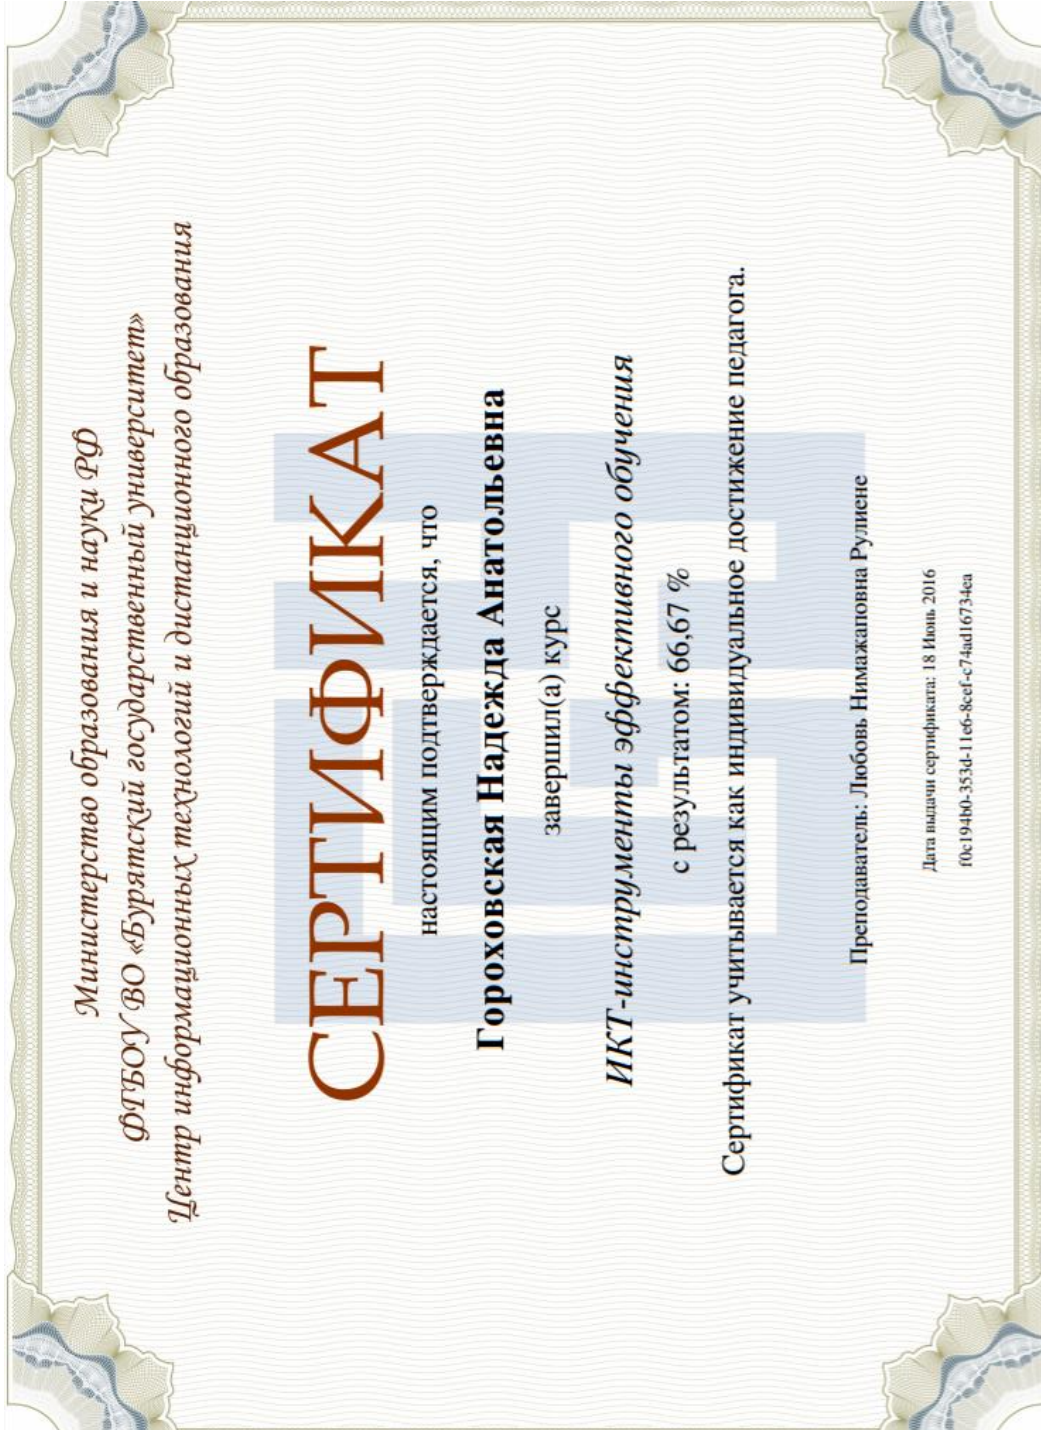 Министерство образования и науки РФ
ФГБОУ ВО «Бурятский государственный университет»
Центр информационных технологий и дистанционного образования
СЕРТИФИКАТ
настоящим подтверждается, что
Гороховская Надежда Анатольевна
завершил(а) курс
ИКТ-инструменты эффективного обучения
с результатом: 66,67 %
Сертификат учитывается как индивидуальное достижение педагога.
Преподаватель: Любовь Нимажаповна Рулиене
Дата выдачи сертификата: 18 Июнь 2016
f0c194b0-353d-11e6-8cef-c74ad16734ea